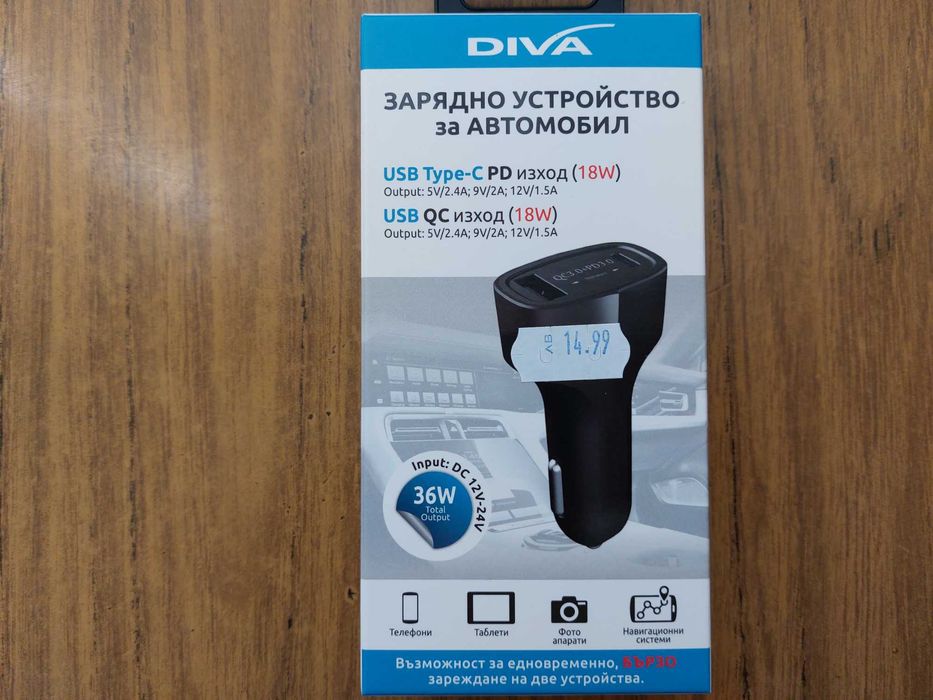 DIVA
ЗАРЯДНО УСТРОЙСТВО
за АВТОМОБИЛ
USB Type-C PD изход (18W)
Output: 5V/2.4A; 9V/2A; 12V/1.5A
USB QC изход (18W)
Output: 5V/2.4A; 9V/2A; 12V/1.5A
QC3.0+PD3.0
ЛВ 14.99
Input: DC 12V-24V
36W
Total
Output
Телефони
Таблети
Фото
апарати
Навигационни
системи
Възможност за едновременно, БЪРЗО
зареждане на две устройства.